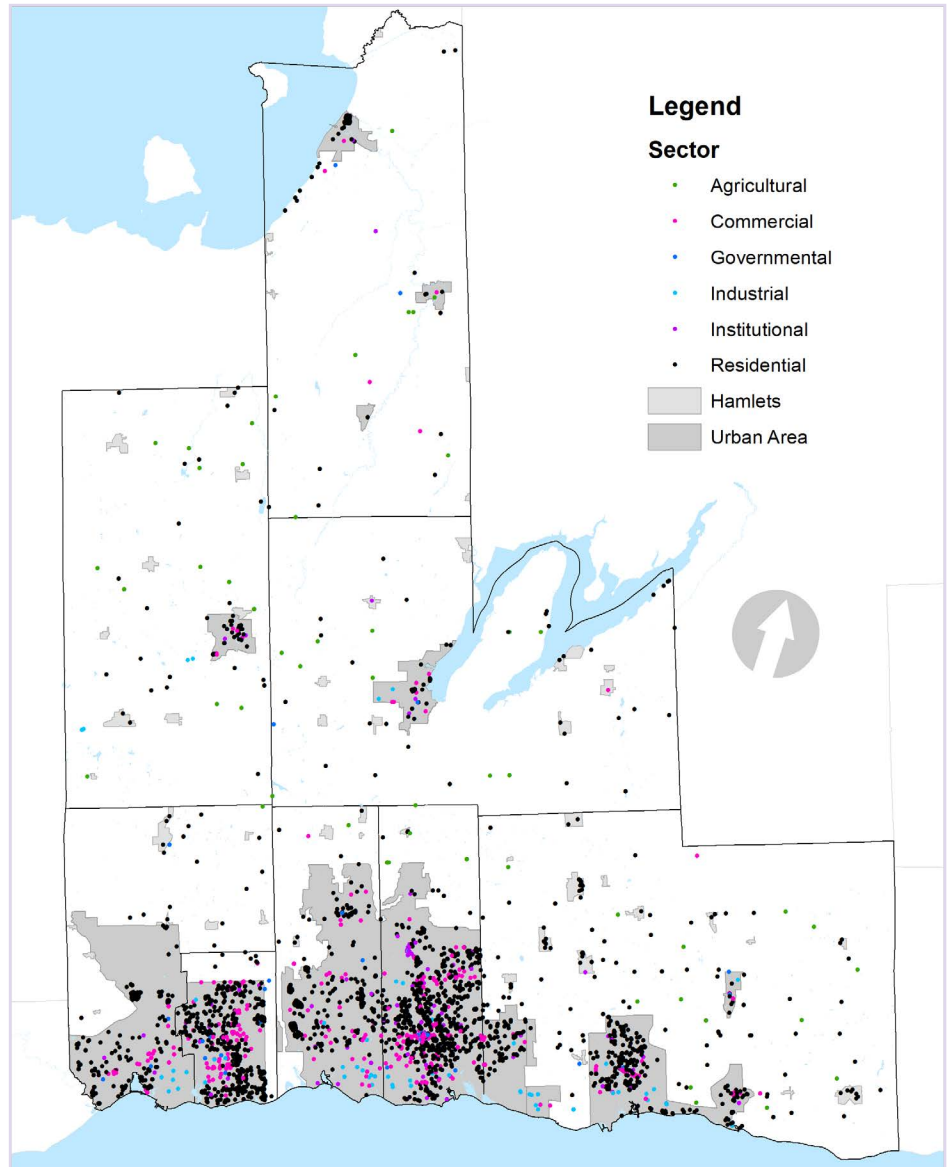 Legend
Sector
Agricultural
Commercial
Governmental
Industrial
Institutional
Residential
Hamlets
Urban Area